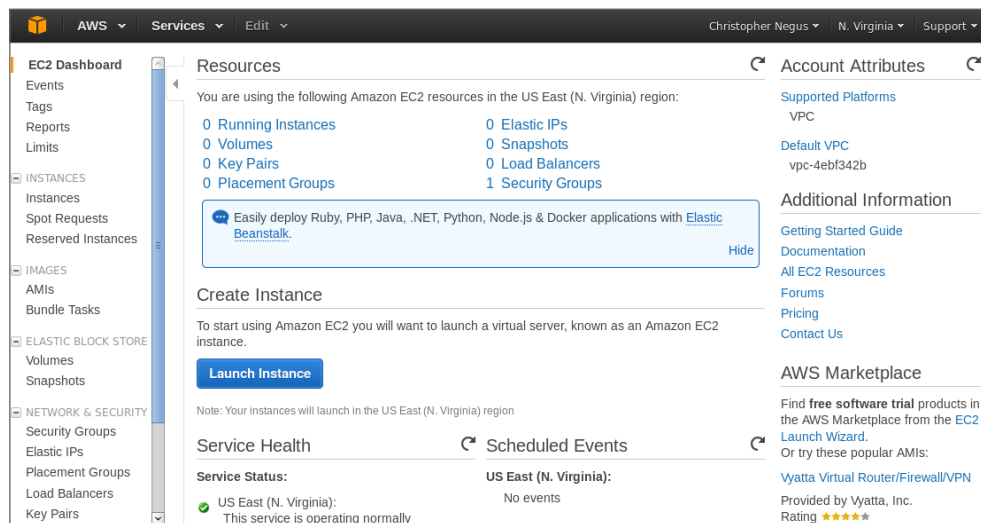 AWS Services Edit Christopher Negus N. Virginia Support
EC2 Dashboard
Events
Tags
Reports
Limits
INSTANCES
Instances
Spot Requests
Reserved Instances
IMAGES
AMIs
Bundle Tasks
ELASTIC BLOCK STORE
Volumes
Snapshots
NETWORK & SECURITY
Security Groups
Elastic IPs
Placement Groups
Load Balancers
Key Pairs
Resources
You are using the following Amazon EC2 resources in the US East (N. Virginia) region:
0 Running Instances
0 Elastic IPs
0 Volumes
0 Snapshots
0 Key Pairs
0 Load Balancers
0 Placement Groups
1 Security Groups
Easily deploy Ruby, PHP, Java, .NET, Python, Node.js & Docker applications with Elastic
Beanstalk.
Hide
Create Instance
To start using Amazon EC2 you will want to launch a virtual server, known as an Amazon EC2
instance.
Launch Instance
Note: Your instances will launch in the US East (N. Virginia) region
Service Health
Service Status:
US East (N. Virginia):
This service is operating normally
Scheduled Events
US East (N. Virginia):
No events
Account Attributes
Supported Platforms
VPC
Default VPC
vpc-4ebf342b
Additional Information
Getting Started Guide
Documentation
All EC2 Resources
Forums
Pricing
Contact Us
AWS Marketplace
Find free software trial products in
the AWS Marketplace from the EC2
Launch Wizard.
Or try these popular AMIs:
Vyatta Virtual Router/Firewall/VPN
Provided by Vyatta, Inc.
Rating